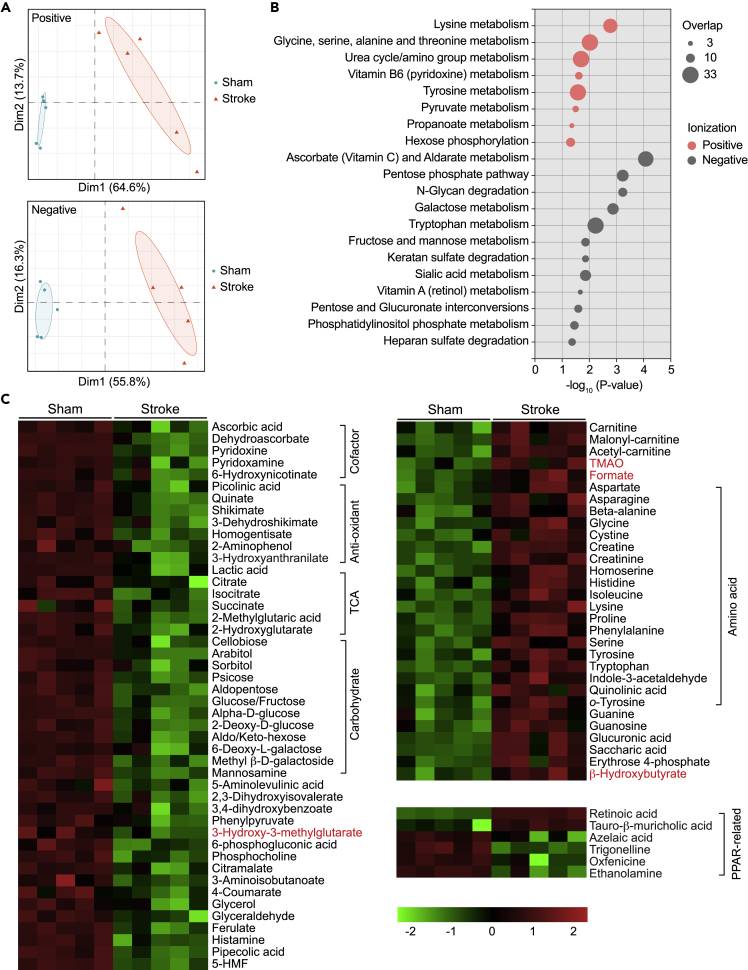 A
Positive
Dim2 (13.7%)
Dim1 (64.6%)
Sham
Stroke
Negative
Dim2 (16.3%)
Dim1 (55.8%)
Sham
Stroke
B
Lysine metabolism
Glycine, serine, alanine and threonine metabolism
Urea cycle/amino group metabolism
Vitamin B6 (pyridoxine) metabolism
Tyrosine metabolism
Pyruvate metabolism
Propanoate metabolism
Hexose phosphorylation
Ascorbate (Vitamin C) and Aldarate metabolism
Pentose phosphate pathway
N-Glycan degradation
Galactose metabolism
Tryptophan metabolism
Fructose and mannose metabolism
Keratan sulfate degradation
Sialic acid metabolism
Vitamin A (retinol) metabolism
Pentose and Glucuronate interconversions
Phosphatidylinositol phosphate metabolism
Heparan sulfate degradation
0 1 2 3 4 5
-log10 (P-value)
Overlap
3
10
33
Ionization
Positive
Negative
C
Sham Stroke
Ascorbic acid
Dehydroascorbate
Pyridoxine
Pyridoxamine
6-Hydroxynicotinate
Picolinic acid
Quinate
Shikimate
3-Dehydroshikimate
Homogentisate
2-Aminophenol
3-Hydroxyanthranilate
Lactic acid
Citrate
Isocitrate
Succinate
2-Methylglutaric acid
2-Hydroxyglutarate
Cellobiose
Arabitol
Sorbitol
Psicose
Aldopentose
Glucose/Fructose
Alpha-D-glucose
2-Deoxy-D-glucose
Aldo/Keto-hexose
6-Deoxy-L-galactose
Methyl β-D-galactoside
Mannosamine
5-Aminolevulinic acid
2,3-Dihydroxyisovalerate
3,4-dihydroxybenzoate
Phenylpyruvate
3-Hydroxy-3-methylglutarate
6-phosphogluconic acid
Phosphocholine
Citramalate
3-Aminoisobutanoate
4-Coumarate
Glycerol
Glyceraldehyde
Ferulate
Histamine
Pipecolic acid
5-HMF
Cofactor
Anti-oxidant
TCA
Carbohydrate
Sham Stroke
Carnitine
Malonyl-carnitine
Acetyl-carnitine
TMAO
Formate
Aspartate
Asparagine
Beta-alanine
Glycine
Cystine
Creatine
Creatinine
Homoserine
Histidine
Isoleucine
Lysine
Proline
Phenylalanine
Serine
Tyrosine
Tryptophan
Indole-3-acetaldehyde
Quinolinic acid
o-Tyrosine
Guanine
Guanosine
Glucuronic acid
Saccharic acid
Erythrose 4-phosphate
β-Hydroxybutyrate
Amino acid
Retinoic acid
Tauro-β-muricholic acid
Azelaic acid
Trigonelline
Oxfenicine
Ethanolamine
PPAR-related
-2 -1 0 1 2